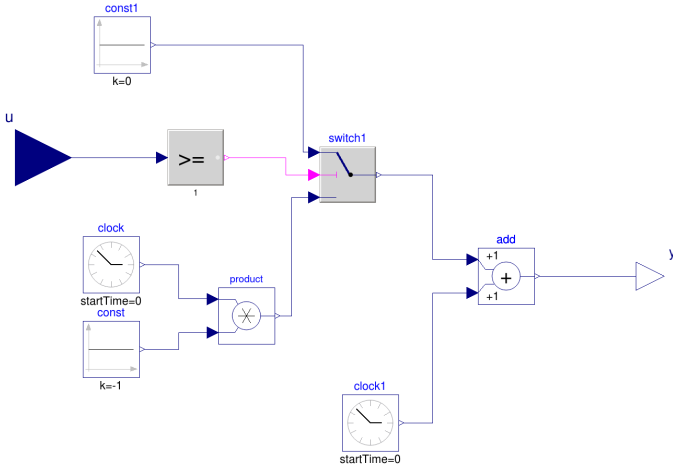 const1
k=0
u
>=
1
switch1
clock
startTime=0
const
k=-1
product
add
+1
+
+1
y
clock1
startTime=0